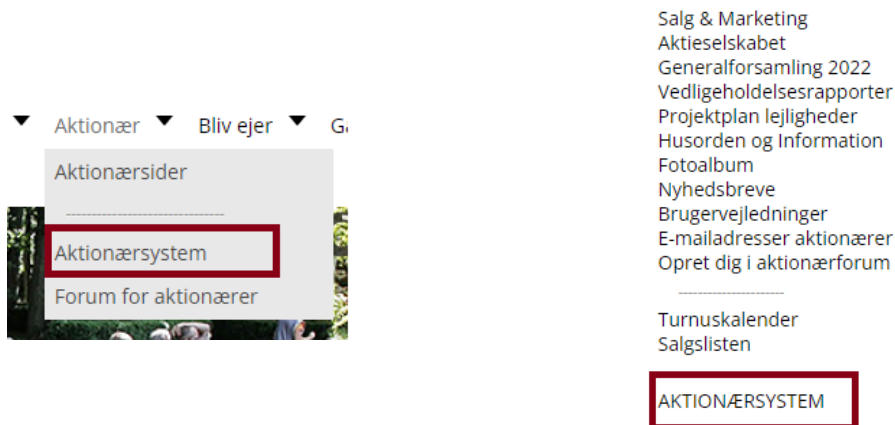 Aktionær Bliv ejer
Aktionærsider
Aktionærsystem
Forum for aktionærer
Salg & Marketing
Aktieselskabet
Generalforsamling 2022
Vedligeholdelsesrapporter
Projektplan lejligheder
Husorden og Information
Fotoalbum
Nyhedsbreve
Brugervejledninger
E-mailadresser aktionærer
Opret dig i aktionærforum
Turnuskalender
Salgslisten
AKTIONÆRSYSTEM